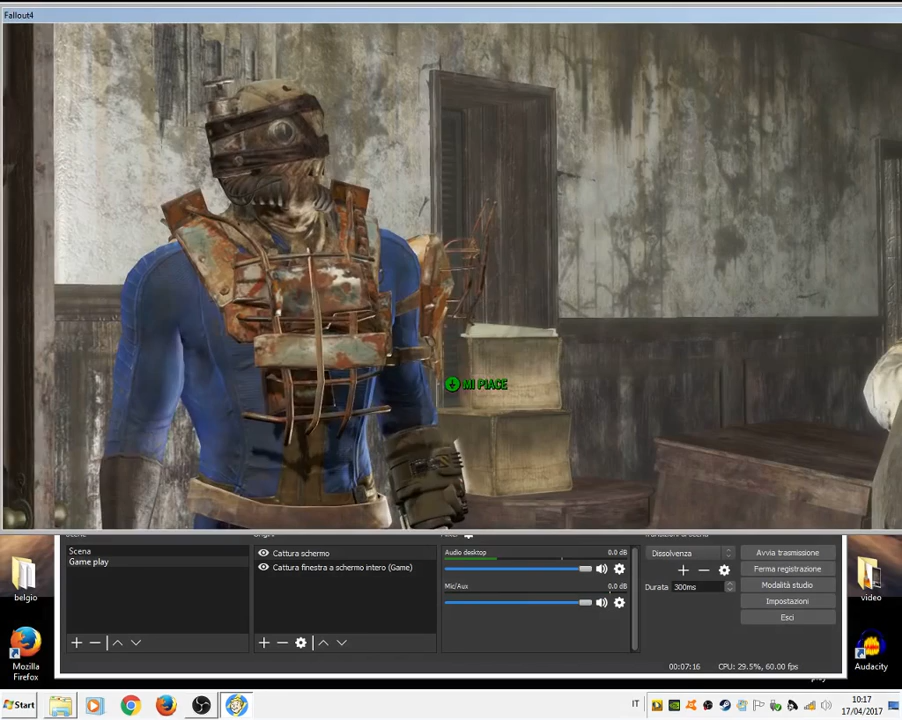 Fallout4
MI PIACE
Scena
Game play
Cattura schermo
Cattura finestra a schermo intero (Game)
Audio desktop
0.0 dB
Mic/Aux
0.0 dB
Dissolvenza
Durata
300ms
Avvia trasmissione
Ferma registrazione
Modalità studio
Impostazioni
Esci
00:07:16
CPU: 29.5%, 60.00 fps
belgio
Mozilla
Firefox
video
Audacity
Start
IT
10:17
17/04/2017